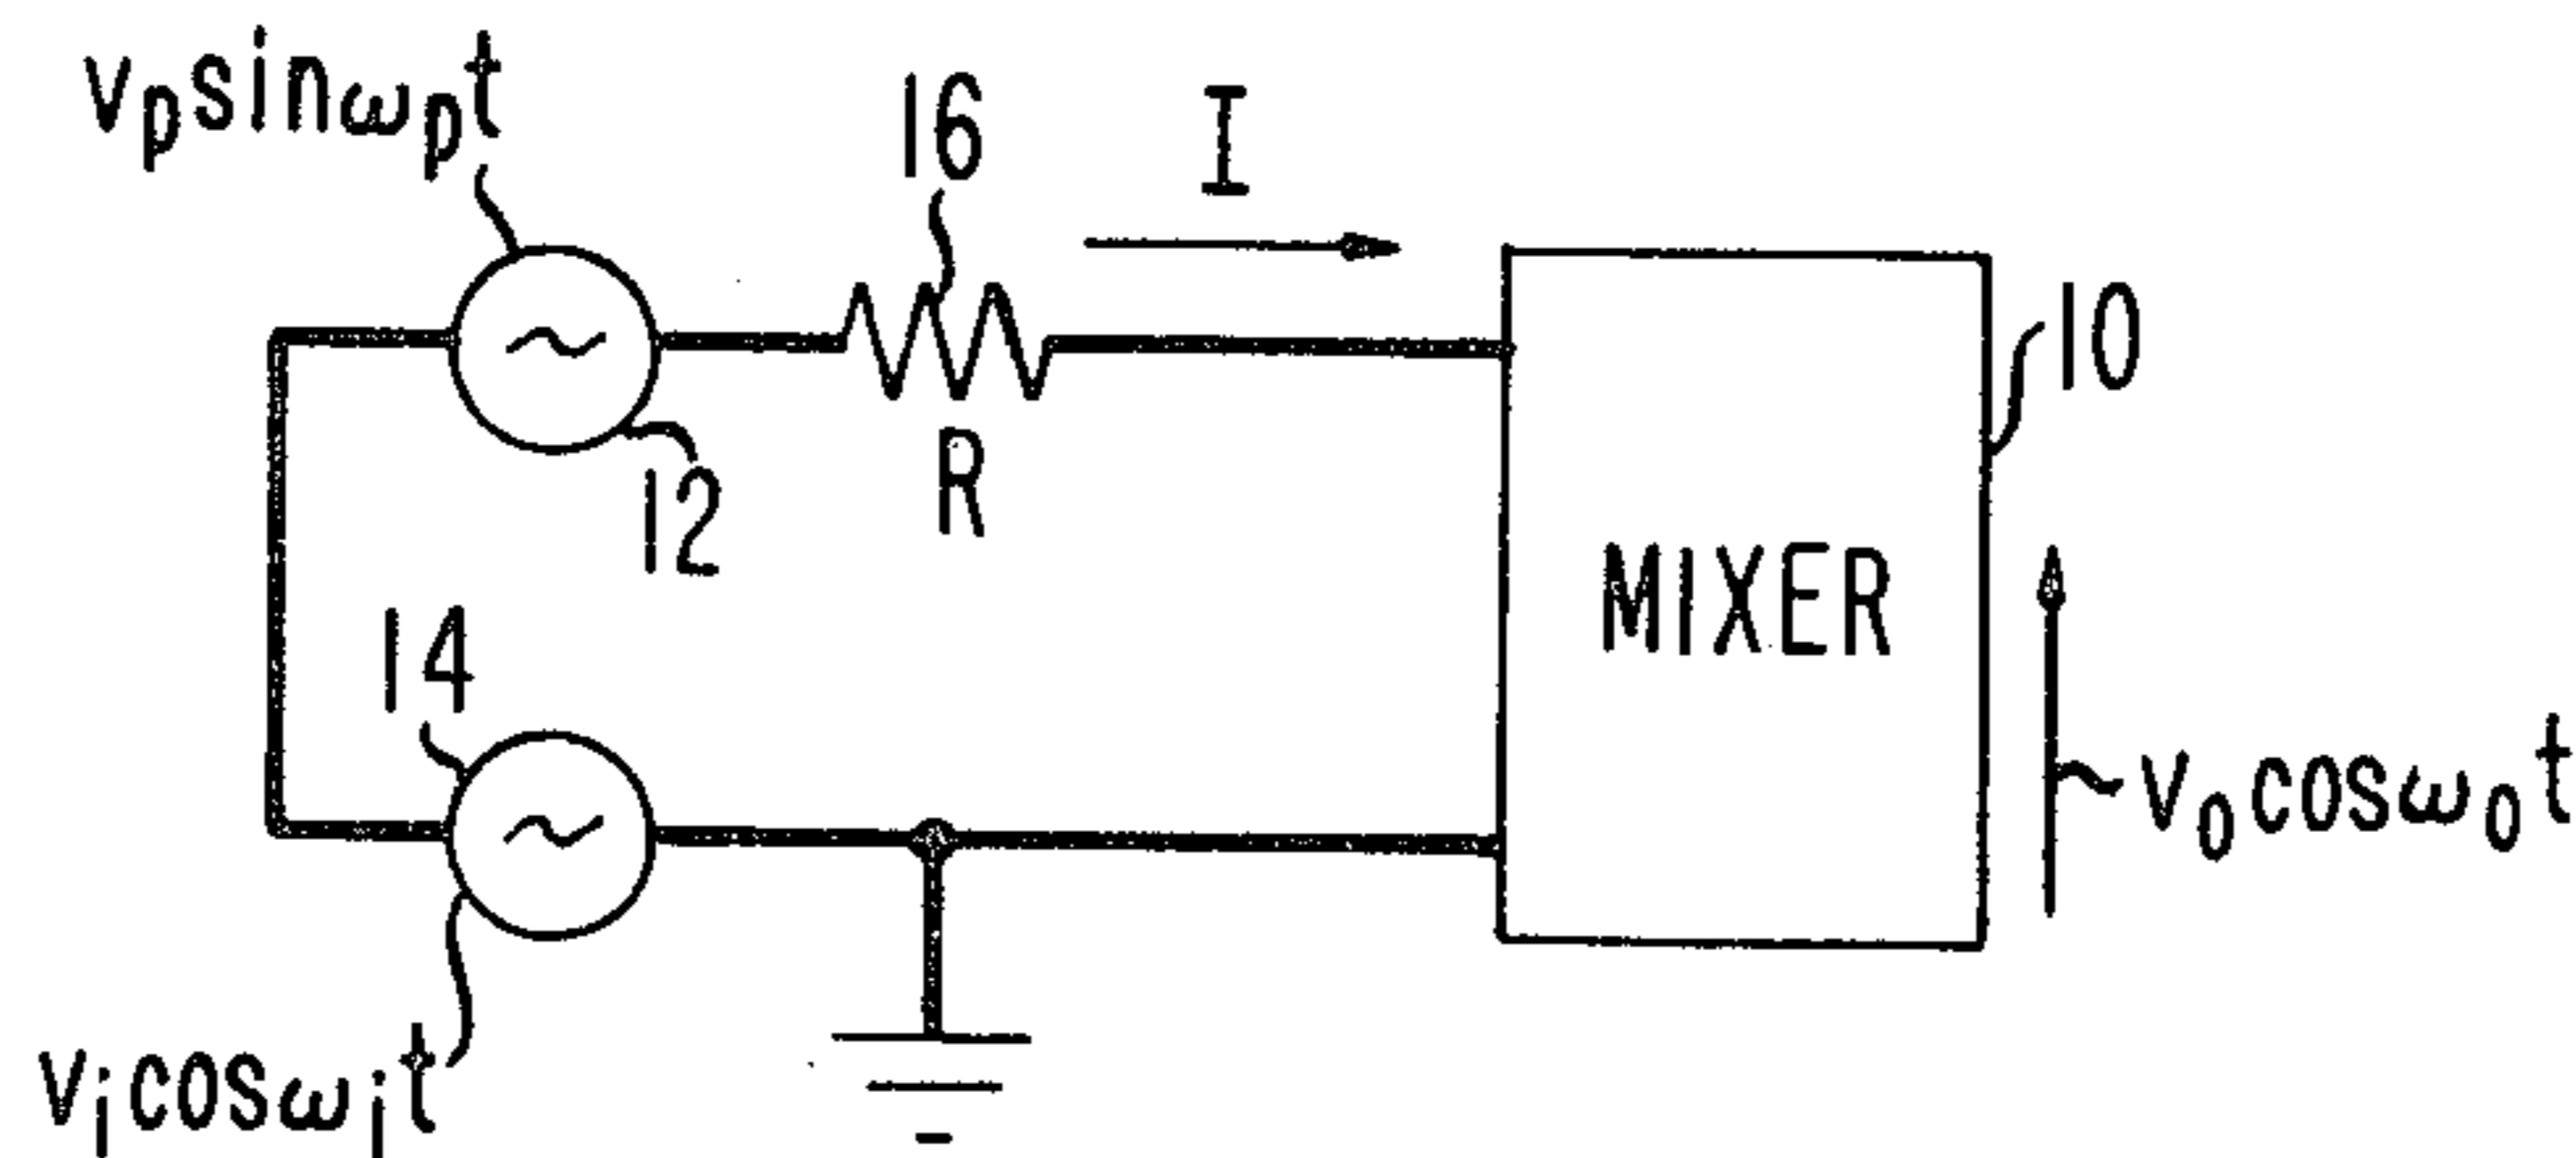 vₚsinωₚt
16
I
10
12
R
14
MIXER
v₀cosω₀t
vᵢcosωᵢt